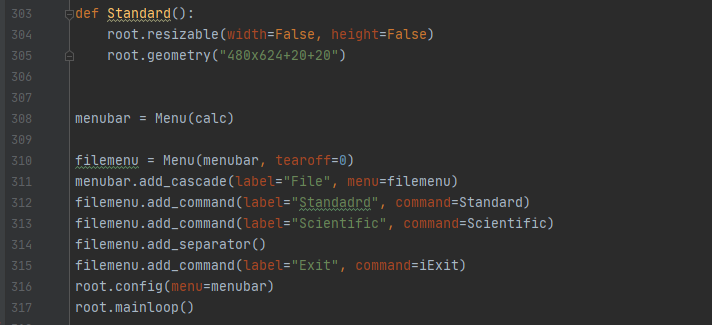 303 def Standard():
304 root.resizable(width=False, height=False)
305 root.geometry("480x624+20+20")
306
307
308 menubar = Menu(calc)
309
310 filemenu = Menu(menubar, tearoff=0)
311 menubar.add_cascade(label="File", menu=filemenu)
312 filemenu.add_command(label="Standadrd", command=Standard)
313 filemenu.add_command(label="Scientific", command=Scientific)
314 filemenu.add_separator()
315 filemenu.add_command(label="Exit", command=iExit)
316 root.config(menu=menubar)
317 root.mainloop()